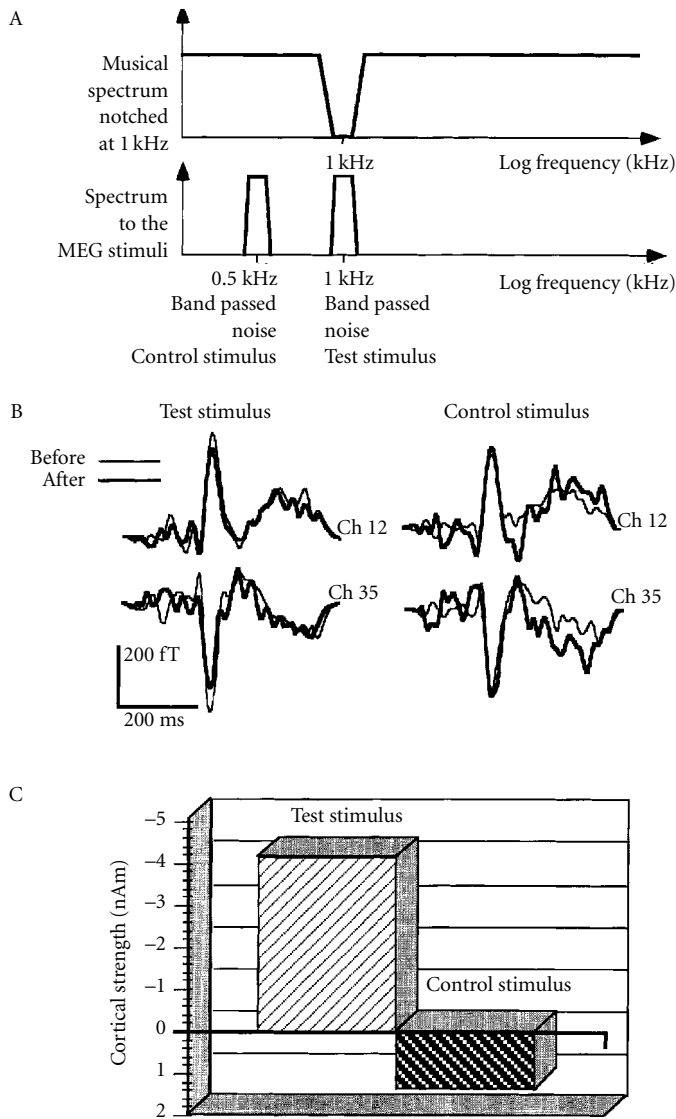 A
Musical
spectrum
notched
at 1 kHz
1 kHz
Log frequency (kHz)
Spectrum
to the
MEG stimuli
0.5 kHz
Band passed
noise
Control stimulus
1 kHz
Band passed
noise
Test stimulus
Log frequency (kHz)
B
Test stimulus
Control stimulus
Before
After
Ch 12
Ch 12
Ch 35
Ch 35
200 fT
200 ms
C
Test stimulus
Control stimulus
Cortical strength (nAm)
−5
−4
−3
−2
−1
0
1
2